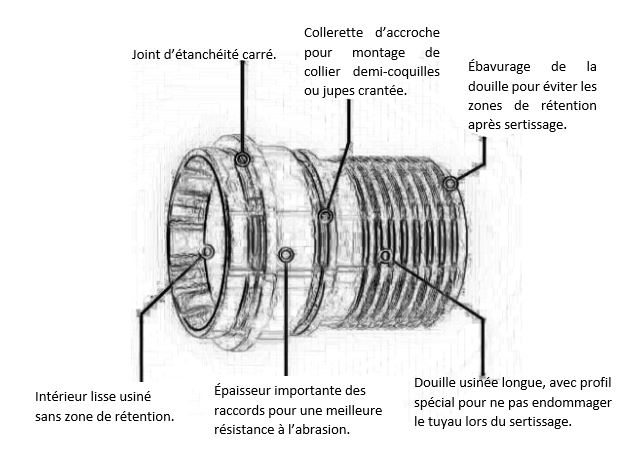 Joint d'étanchéité carré.
Collerette d'accroche
pour montage de
collier demi-coquilles
ou jupes crantée.
Ébavurage de la
douille pour éviter les
zones de rétention
après sertissage.
Intérieur lisse usiné
sans zone de rétention.
Épaisseur importante des
raccords pour une meilleure
résistance à l'abrasion.
Douille usinée longue, avec profil
spécial pour ne pas endommager
le tuyau lors du sertissage.